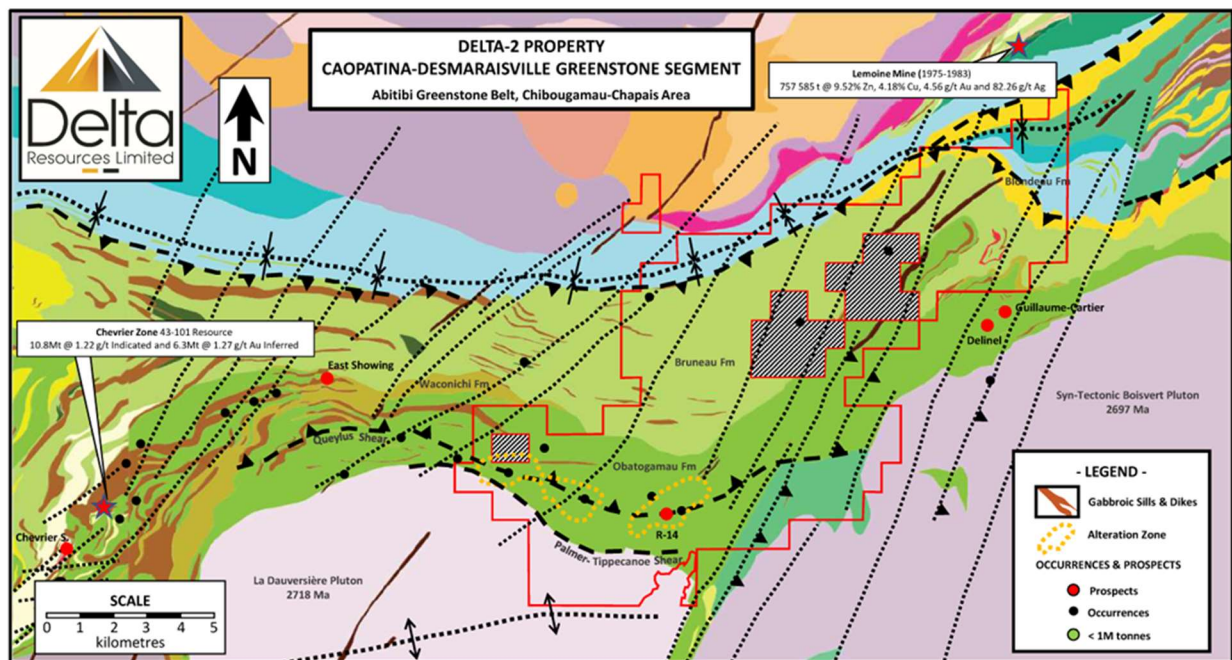 Delta
Resources Limited
N
DELTA-2 PROPERTY
CAOPATINA-DESMARAISVILLE GREENSTONE SEGMENT
Abitibi Greenstone Belt, Chibougamau-Chapais Area
Lemoine Mine (1975-1983)
757 585 t @ 9.52% Zn, 4.18% Cu, 4.56 g/t Au and 82.26 g/t Ag
Blondeau Fm
Chevrier Zone 43-101 Resource
10.8Mt @ 1.22 g/t Indicated and 6.3Mt @ 1.27 g/t Au Inferred
Guillaume-Cartier
Delinel
East Showing
Bruneau Fm
Waconichi Fm
Syn-Tectonic Boisvert Pluton
2697 Ma
Queylus Shear
Obatogamau Fm
R-14
Chevrier S.
Palmer-Tippecanoe Shear
La Dauversière Pluton
2718 Ma
SCALE
0 1 2 3 4 5
kilometres
- LEGEND -
Gabbroic Sills & Dikes
Alteration Zone
OCCURRENCES & PROSPECTS
Prospects
Occurrences
< 1M tonnes